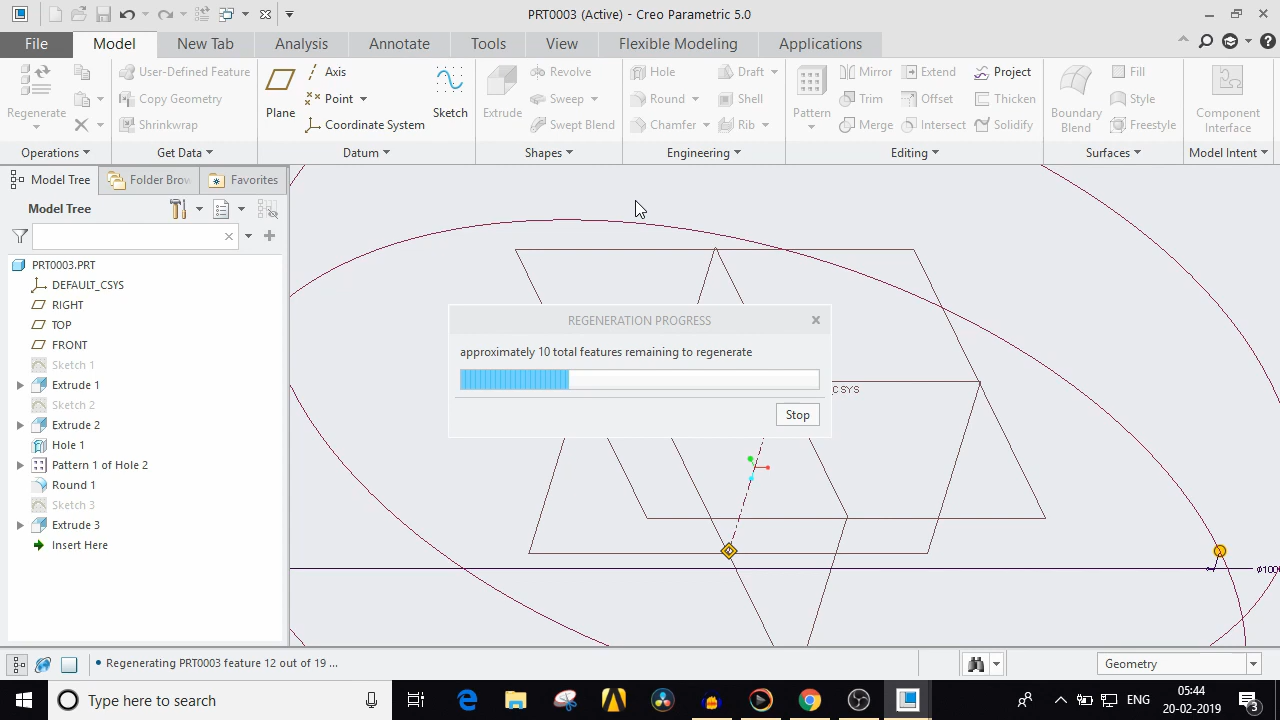 PRT0003 (Active) - Creo Parametric 5.0
File Model New Tab Analysis Annotate Tools View Flexible Modeling Applications
Regenerate
User-Defined Feature
Copy Geometry
Shrinkwrap
Plane
Axis
Point
Coordinate System
Sketch
Extrude
Revolve
Sweep
Swept Blend
Hole
Round
Chamfer
Draft
Shell
Rib
Pattern
Mirror
Trim
Merge
Extend
Offset
Intersect
Project
Thicken
Solidify
Boundary
Blend
Fill
Style
Freestyle
Component
Interface
Operations Get Data Datum Shapes Engineering Editing Surfaces Model Intent
Model Tree Folder Brow Favorites
Model Tree
PRT0003.PRT
DEFAULT_CSYS
RIGHT
TOP
FRONT
Sketch 1
Extrude 1
Sketch 2
Extrude 2
Hole 1
Pattern 1 of Hole 2
Round 1
Sketch 3
Extrude 3
Insert Here
REGENERATION PROGRESS
approximately 10 total features remaining to regenerate
Stop
CSYS
Regenerating PRT0003 feature 12 out of 19 ...
Geometry
Type here to search
ENG
05:44
20-02-2019
3